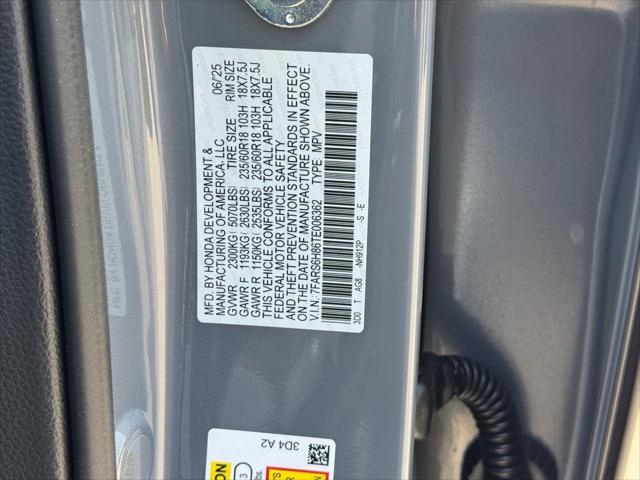 MFD. BY HONDA DEVELOPMENT &
MANUFACTURING OF AMERICA, LLC 06/'25
GVWR 2300KG( 5070LBS) TIRE SIZE RIM SIZE
GAWR F 1193KG( 2630LBS) 235/60R18 103H 18X7.5J
GAWR R 1150KG( 2535LBS) 235/60R18 103H 18X7.5J
THIS VEHICLE CONFORMS TO ALL APPLICABLE
FEDERAL MOTOR VEHICLE SAFETY
AND THEFT PREVENTION STANDARDS IN EFFECT
ON THE DATE OF MANUFACTURE SHOWN ABOVE.
V.I.N.: 7FARS6H86TE006362 TYPE: MPV
3D0 T AG8 -NH912P -S -E
3D4 A2